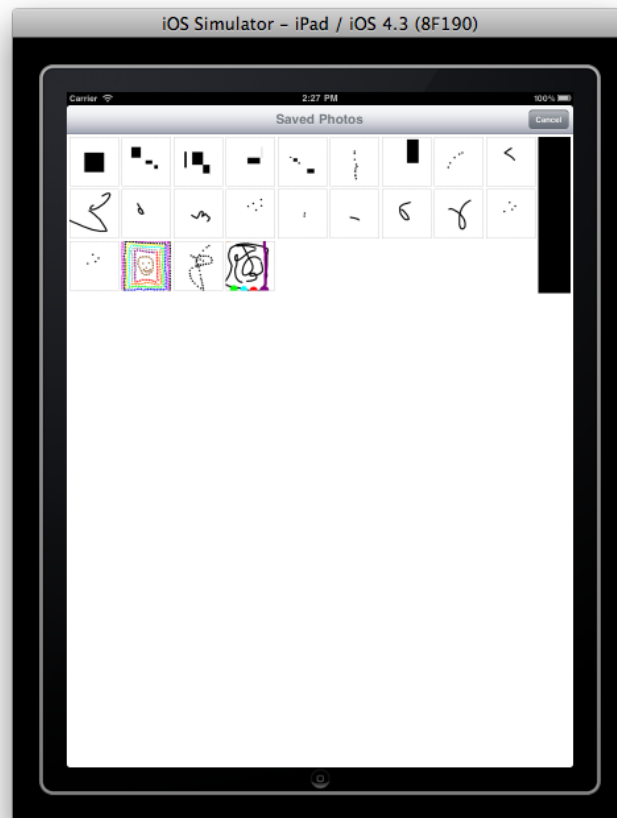 iOS Simulator – iPad / iOS 4.3 (8F190)
Carrier 2:27 PM 100%
Saved Photos Cancel